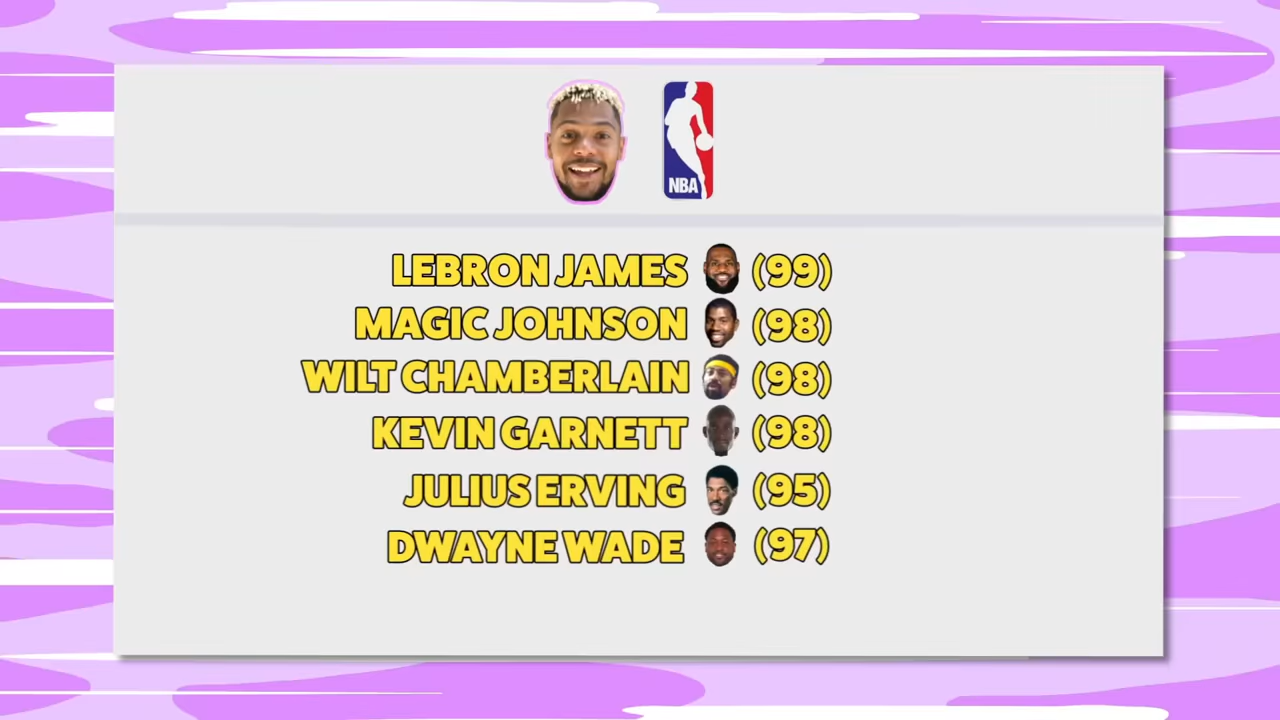 NBA
LEBRON JAMES (99)
MAGIC JOHNSON (98)
WILT CHAMBERLAIN (98)
KEVIN GARNETT (98)
JULIUS ERVING (95)
DWAYNE WADE (97)